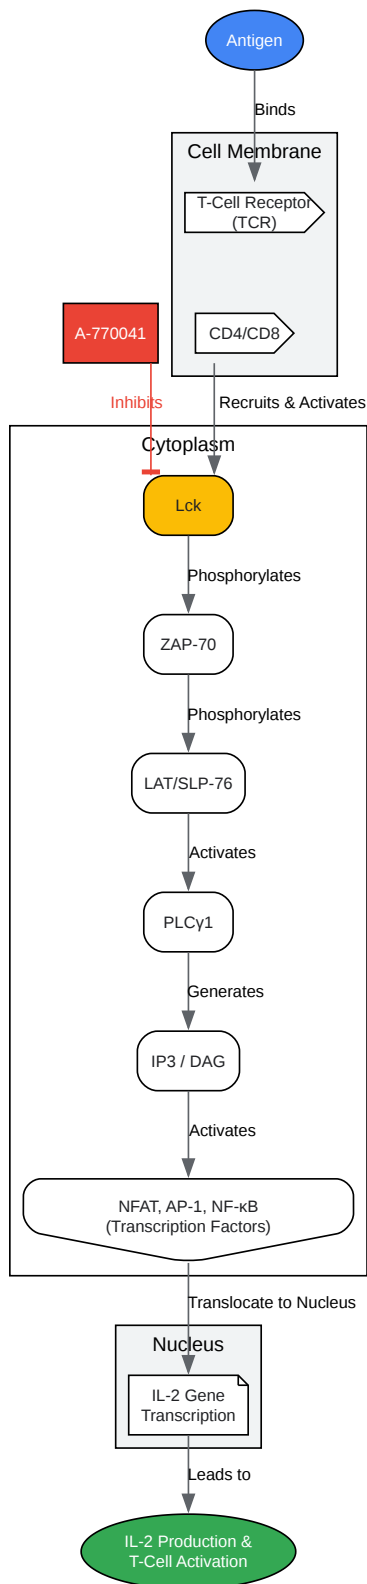 Antigen
Binds
Cell Membrane
T-Cell Receptor
(TCR)
A-770041
CD4/CD8
Inhibits
Recruits & Activates
Cytoplasm
Lck
Phosphorylates
ZAP-70
Phosphorylates
LAT/SLP-76
Activates
PLCγ1
Generates
IP3 / DAG
Activates
NFAT, AP-1, NF-κB
(Transcription Factors)
Translocate to Nucleus
Nucleus
IL-2 Gene
Transcription
Leads to
IL-2 Production &
T-Cell Activation